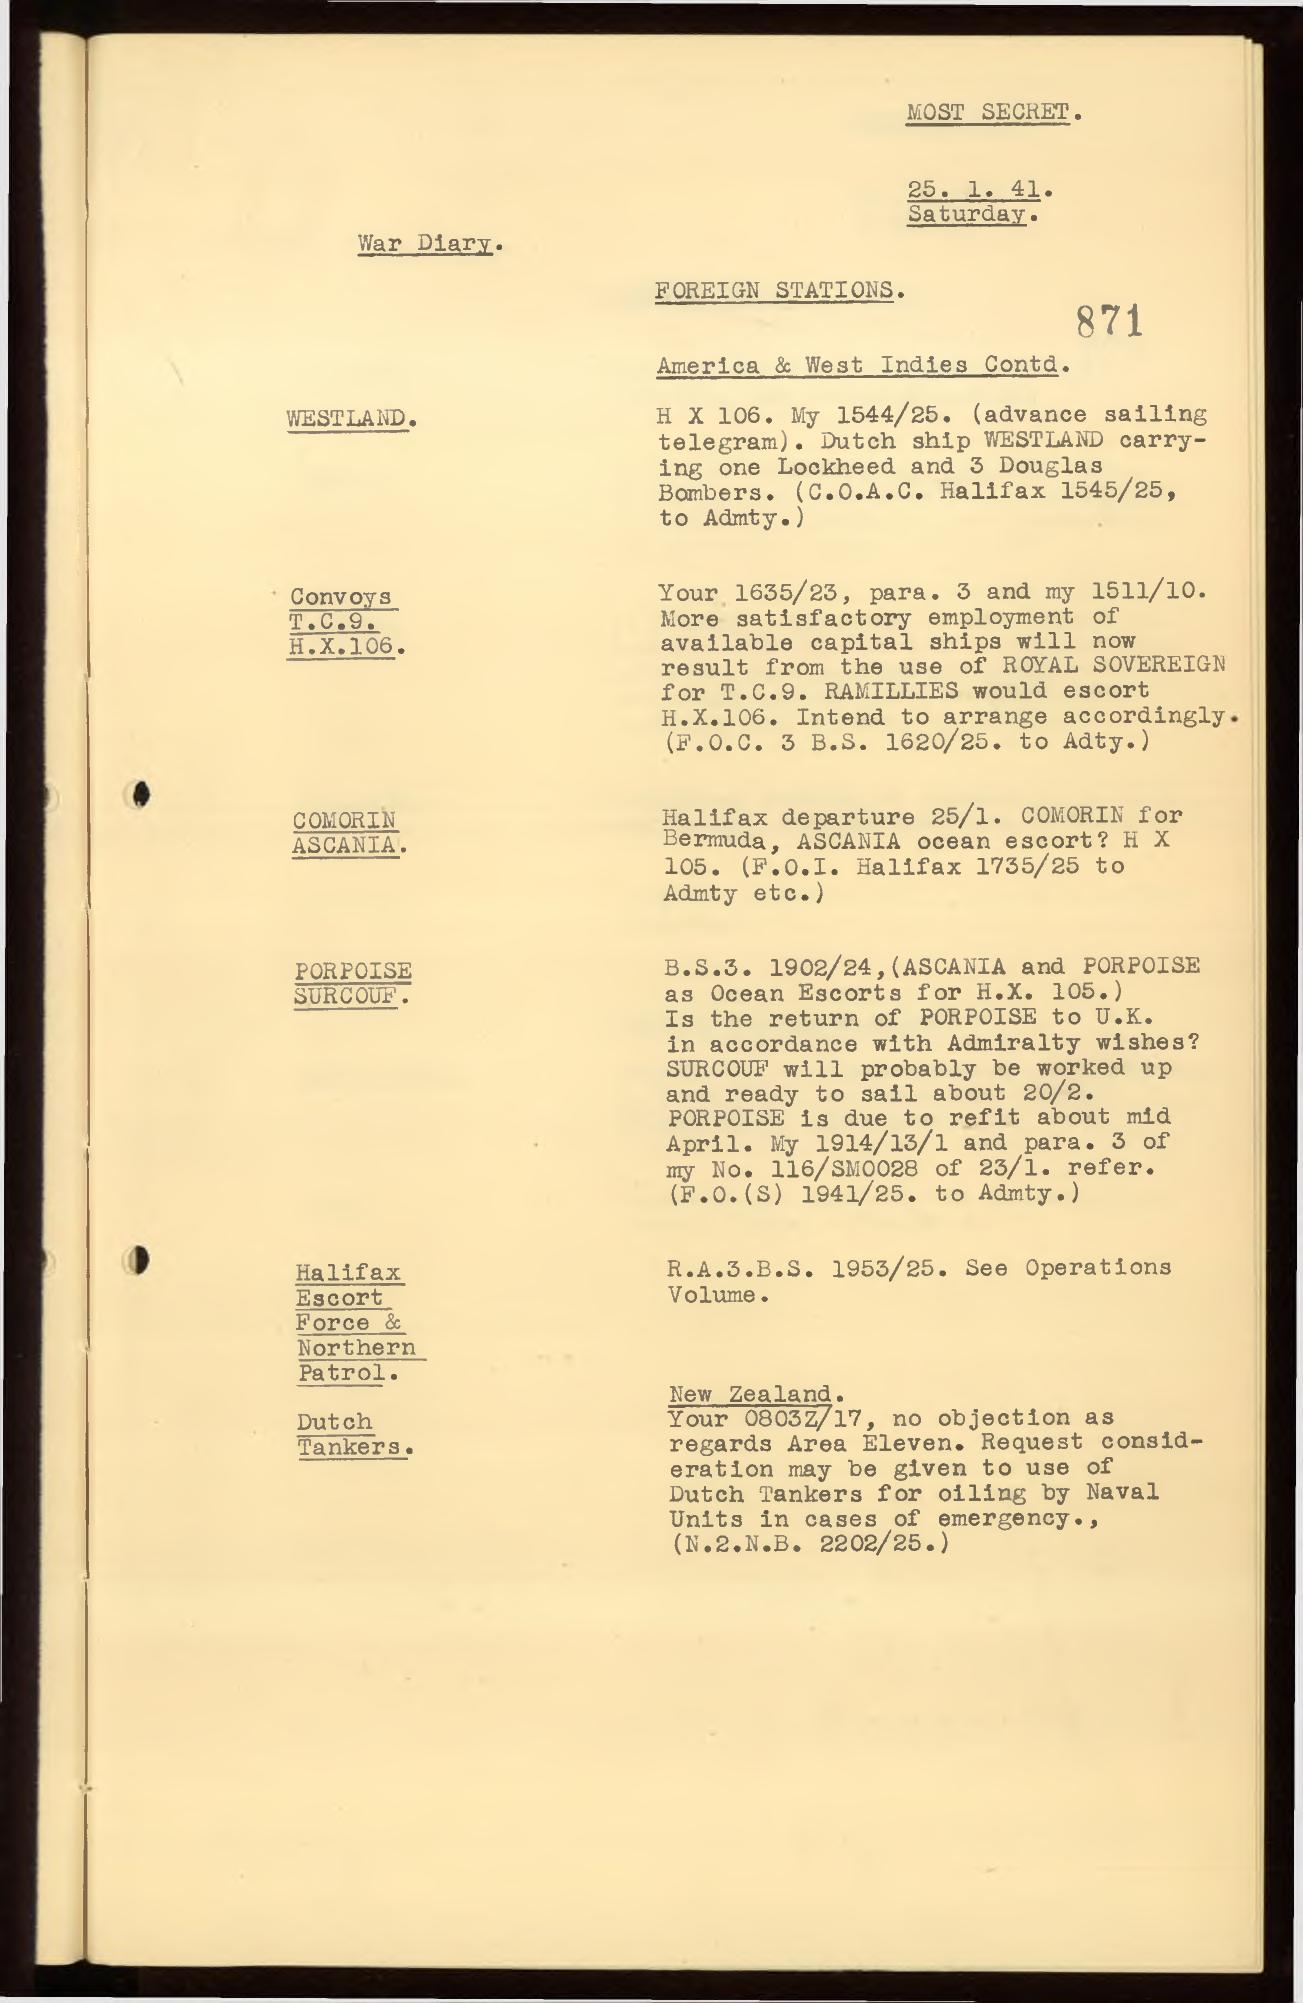 MOST SECRET.
25. 1. 41.
Saturday.
War Diary.
FOREIGN STATIONS.
871
America & West Indies Contd.
WESTLAND.
H X 106. My 1544/25. (advance sailing
telegram). Dutch ship WESTLAND carry-
ing one Lockheed and 3 Douglas
Bombers. (C.O.A.C. Halifax 1545/25,
to Admty.)
Convoys
T.C.9.
H.X.106.
Your 1635/23, para. 3 and my 1511/10.
More satisfactory employment of
available capital ships will now
result from the use of ROYAL SOVEREIGN
for T.C.9. RAMILLIES would escort
H.X.106. Intend to arrange accordingly.
(F.O.C. 3 B.S. 1620/25. to Adty.)
COMORIN
ASCANIA.
Halifax departure 25/1. COMORIN for
Bermuda, ASCANIA ocean escort? H X
105. (F.O.I. Halifax 1735/25 to
Admty etc.)
PORPOISE
SURCOUF.
B.S.3. 1902/24,(ASCANIA and PORPOISE
as Ocean Escorts for H.X. 105.)
Is the return of PORPOISE to U.K.
in accordance with Admiralty wishes?
SURCOUF will probably be worked up
and ready to sail about 20/2.
PORPOISE is due to refit about mid
April. My 1914/13/1 and para. 3 of
my No. 116/SM0028 of 23/1. refer.
(F.O.(S) 1941/25. to Admty.)
Halifax
Escort
Force &
Northern
Patrol.
R.A.3.B.S. 1953/25. See Operations
Volume.
New Zealand.
Dutch
Tankers.
Your 0803Z/17, no objection as
regards Area Eleven. Request consid-
eration may be given to use of
Dutch Tankers for oiling by Naval
Units in cases of emergency.,
(N.2.N.B. 2202/25.)